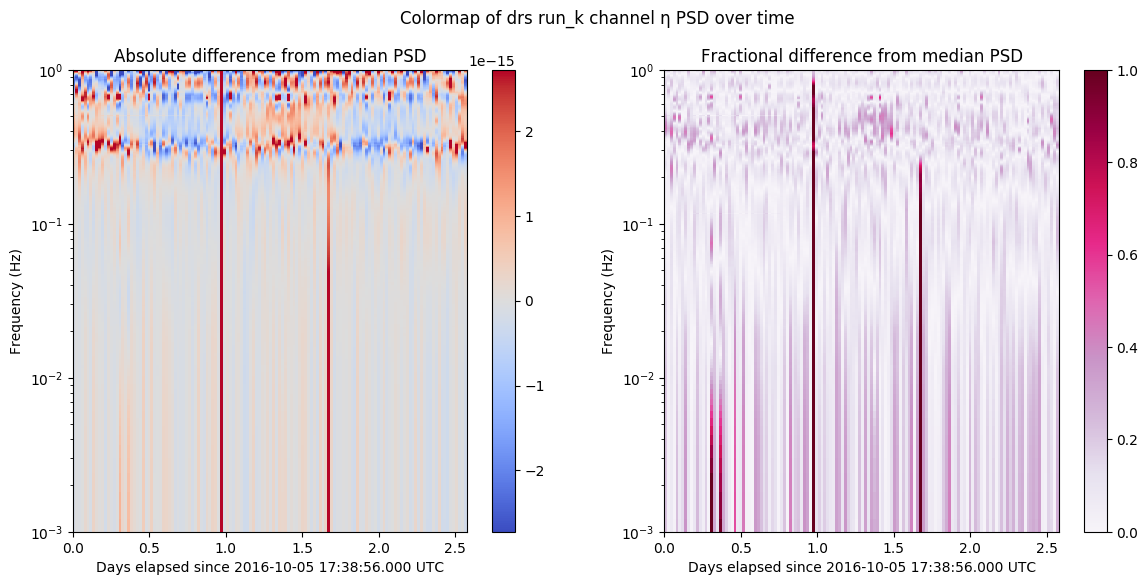 Colormap of drs run_k channel η PSD over time
Absolute difference from median PSD
1e−15
10^0
10^−1
10^−2
10^−3
Frequency (Hz)
0.0 0.5 1.0 1.5 2.0 2.5
Days elapsed since 2016-10-05 17:38:56.000 UTC
2
1
0
−1
−2
Fractional difference from median PSD
10^0
10^−1
10^−2
10^−3
Frequency (Hz)
0.0 0.5 1.0 1.5 2.0 2.5
Days elapsed since 2016-10-05 17:38:56.000 UTC
1.0
0.8
0.6
0.4
0.2
0.0